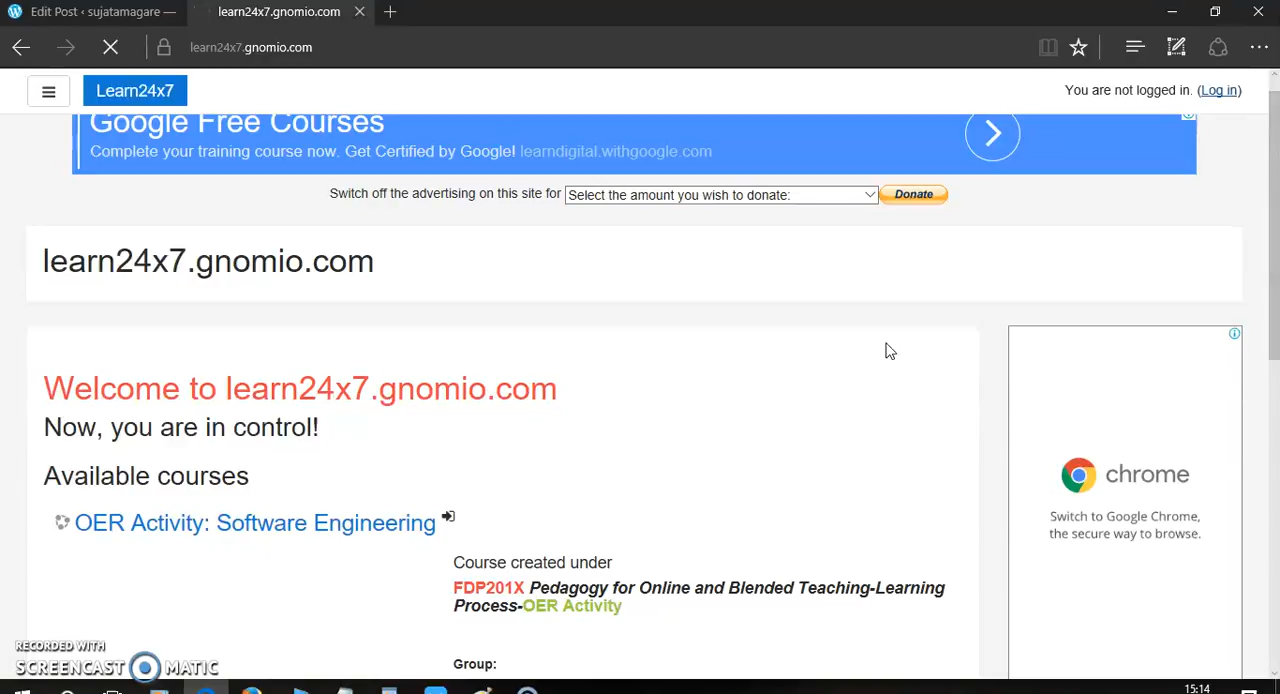 Edit Post ‹ sujatamagare —
learn24x7.gnomio.com
learn24x7.gnomio.com
Learn24x7
You are not logged in. (Log in)
Google Free Courses
Complete your training course now. Get Certified by Google! learndigital.withgoogle.com
Switch off the advertising on this site for Select the amount you wish to donate: Donate
learn24x7.gnomio.com
Welcome to learn24x7.gnomio.com
Now, you are in control!
Available courses
OER Activity: Software Engineering
chrome
Switch to Google Chrome,
the secure way to browse.
Course created under
FDP201X Pedagogy for Online and Blended Teaching-Learning
Process-OER Activity
Group:
RECORDED WITH
SCREENCAST MATIC
15:14